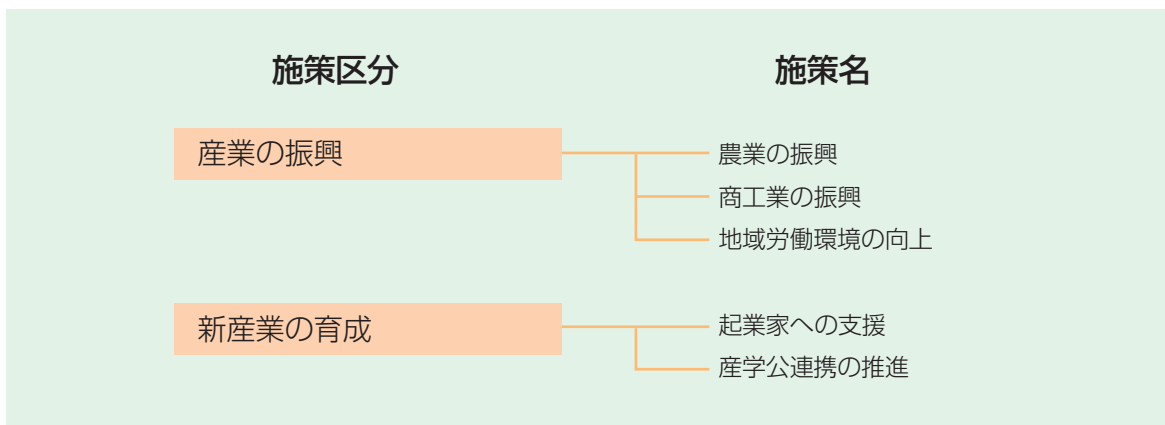 施策区分
施策名
産業の振興
農業の振興
商工業の振興
地域労働環境の向上
新産業の育成
起業家への支援
産学公連携の推進